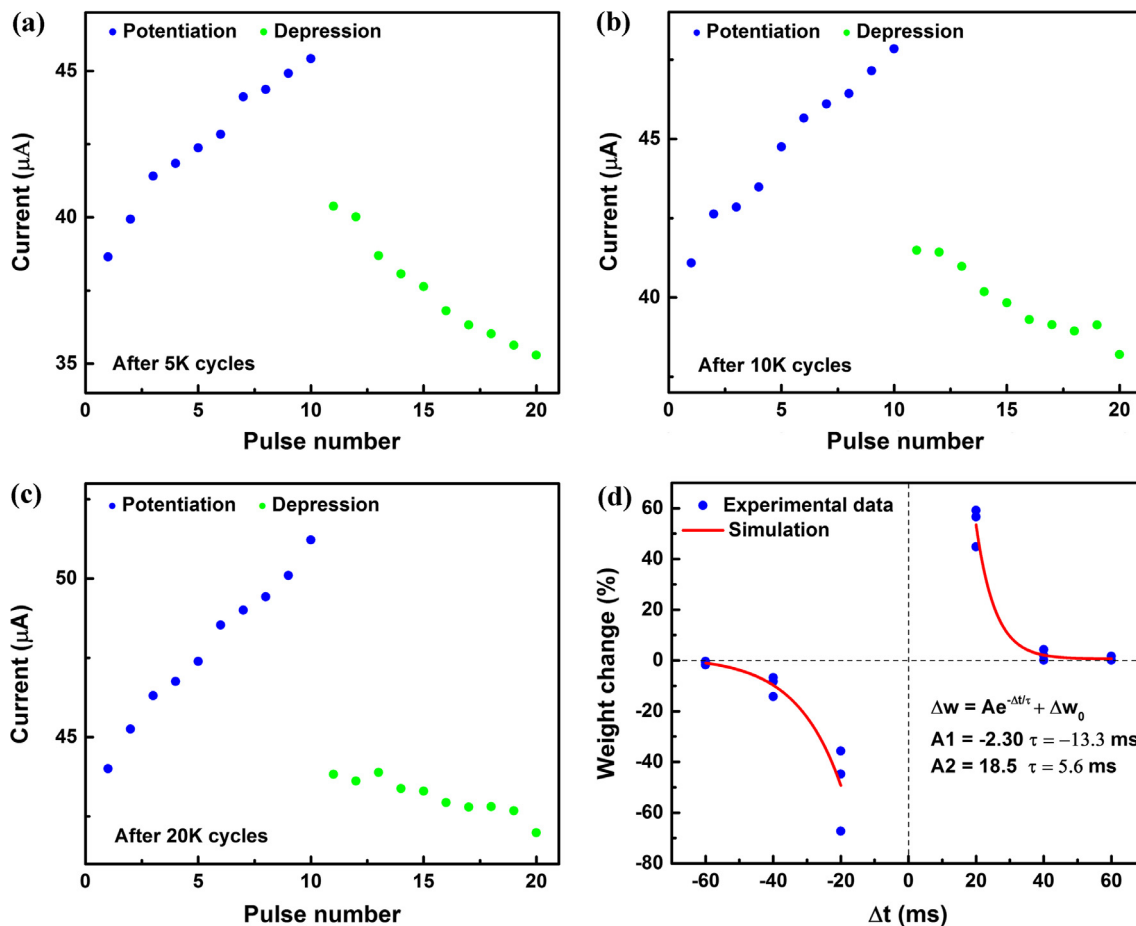 (a)
Potentiation Depression
45
40
35
Current (μA)
After 5K cycles
0 5 10 15 20
Pulse number
(b)
Potentiation Depression
45
40
Current (μA)
After 10K cycles
0 5 10 15 20
Pulse number
(c)
Potentiation Depression
50
45
Current (μA)
After 20K cycles
0 5 10 15 20
Pulse number
(d)
Experimental data
Simulation
60
40
20
0
-20
-40
-60
-80
Weight change (%)
Δw = Ae^-Δt/τ + Δw₀
A1 = -2.30 τ = −13.3 ms
A2 = 18.5 τ = 5.6 ms
-60 -40 -20 0 20 40 60
Δt (ms)